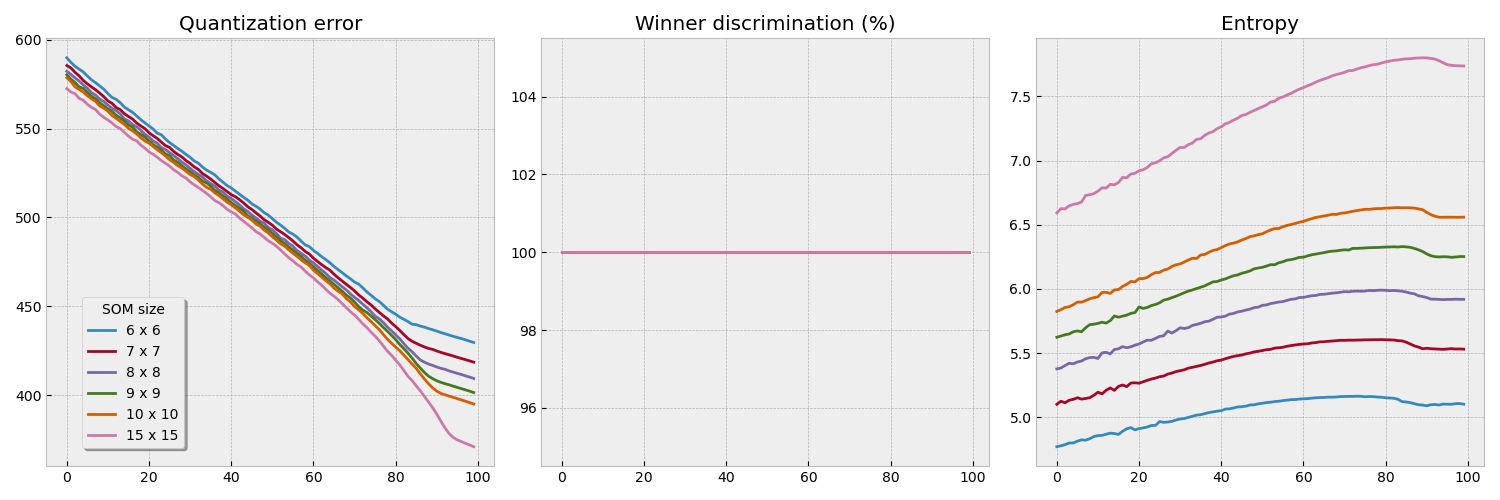 Quantization error
600
550
500
450
400
0 20 40 60 80 100
SOM size
6 x 6
7 x 7
8 x 8
9 x 9
10 x 10
15 x 15
Winner discrimination (%)
104
102
100
98
96
0 20 40 60 80 100
Entropy
7.5
7.0
6.5
6.0
5.5
5.0
0 20 40 60 80 100